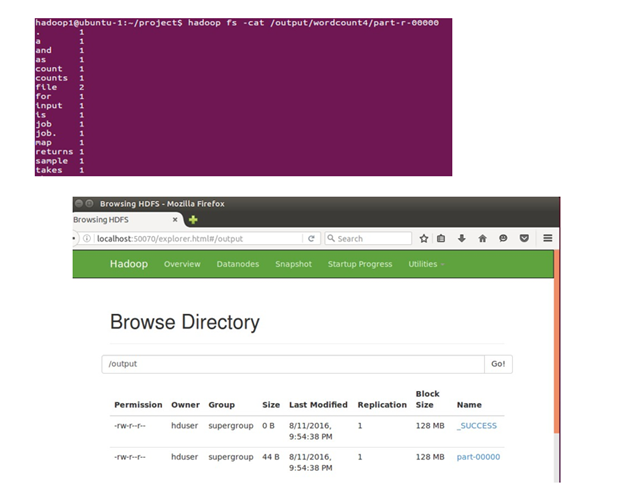 hadoop1@ubuntu-1:~/project$ hadoop fs -cat /output/wordcount4/part-r-00000
. 1
a 1
and 1
as 1
count 1
counts 1
file 2
for 1
input 1
is 1
job 1
job. 1
map 1
returns 1
sample 1
takes 1
Browsing HDFS - Mozilla Firefox
Browsing HDFS
localhost:50070/explorer.html#/output
Search
Hadoop Overview Datanodes Snapshot Startup Progress Utilities
Browse Directory
/output Go!
Permission Owner Group Size Last Modified Replication Block Size Name
-rw-r--r-- hduser supergroup 0 B 8/11/2016, 9:54:38 PM 1 128 MB _SUCCESS
-rw-r--r-- hduser supergroup 44 B 8/11/2016, 9:54:38 PM 1 128 MB part-00000